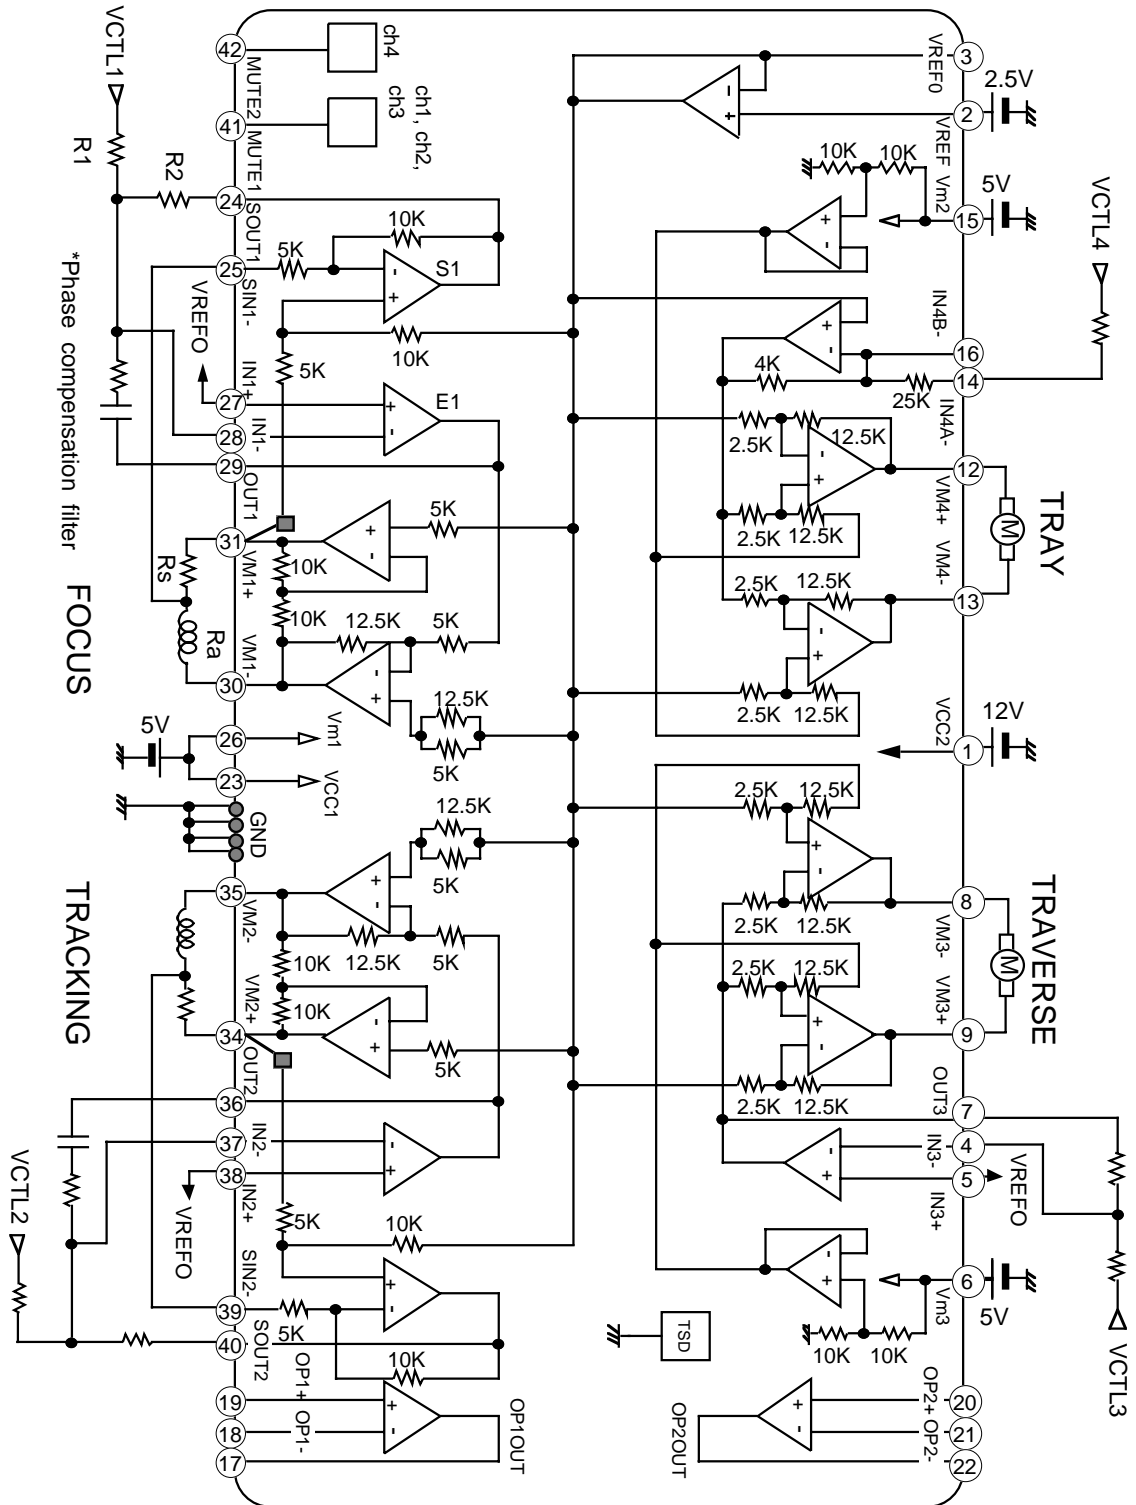 VCTL1
R1
R2
42
MUTE2
41
MUTE1
24
SOUT1
25
SIN1-
VREFO
IN1+
27
28
IN1-
29
OUT1
31
VM1+
Rs
Ra
VM1-
30
*Phase compensation filter
FOCUS
5V
26
Vm1
23
VCC1
GND
TRACKING
35
VM2-
VM2+
34
OUT2
36
37
IN2-
38
IN2+
VREFO
VCTL2
SIN2-
39
SOUT2
40
OP1+
19
18
OP1-
17
OP1OUT
ch4
ch1, ch2,
ch3
10K
5K
S1
10K
5K
E1
5K
10K
10K
12.5K
5K
12.5K
5K
12.5K
5K
12.5K
5K
10K
10K
5K
5K
10K
5K
10K
3
VREF0
2.5V
2
VREF
10K
10K
Vm2
5V
15
VCTL4
IN4B-
16
14
4K
25K
IN4A-
2.5K
12.5K
12
VM4+
2.5K
12.5K
TRAY
M
VM4-
13
2.5K
12.5K
2.5K
12.5K
12V
VCC2
1
2.5K
12.5K
2.5K
12.5K
8
VM3-
TRAVERSE
M
2.5K
12.5K
VM3+
9
2.5K
12.5K
OUT3
7
4
IN3-
5
IN3+
VREFO
6
Vm3
5V
10K
10K
VCTL3
TSD
OP2+
20
OP2-
21
22
OP2OUT